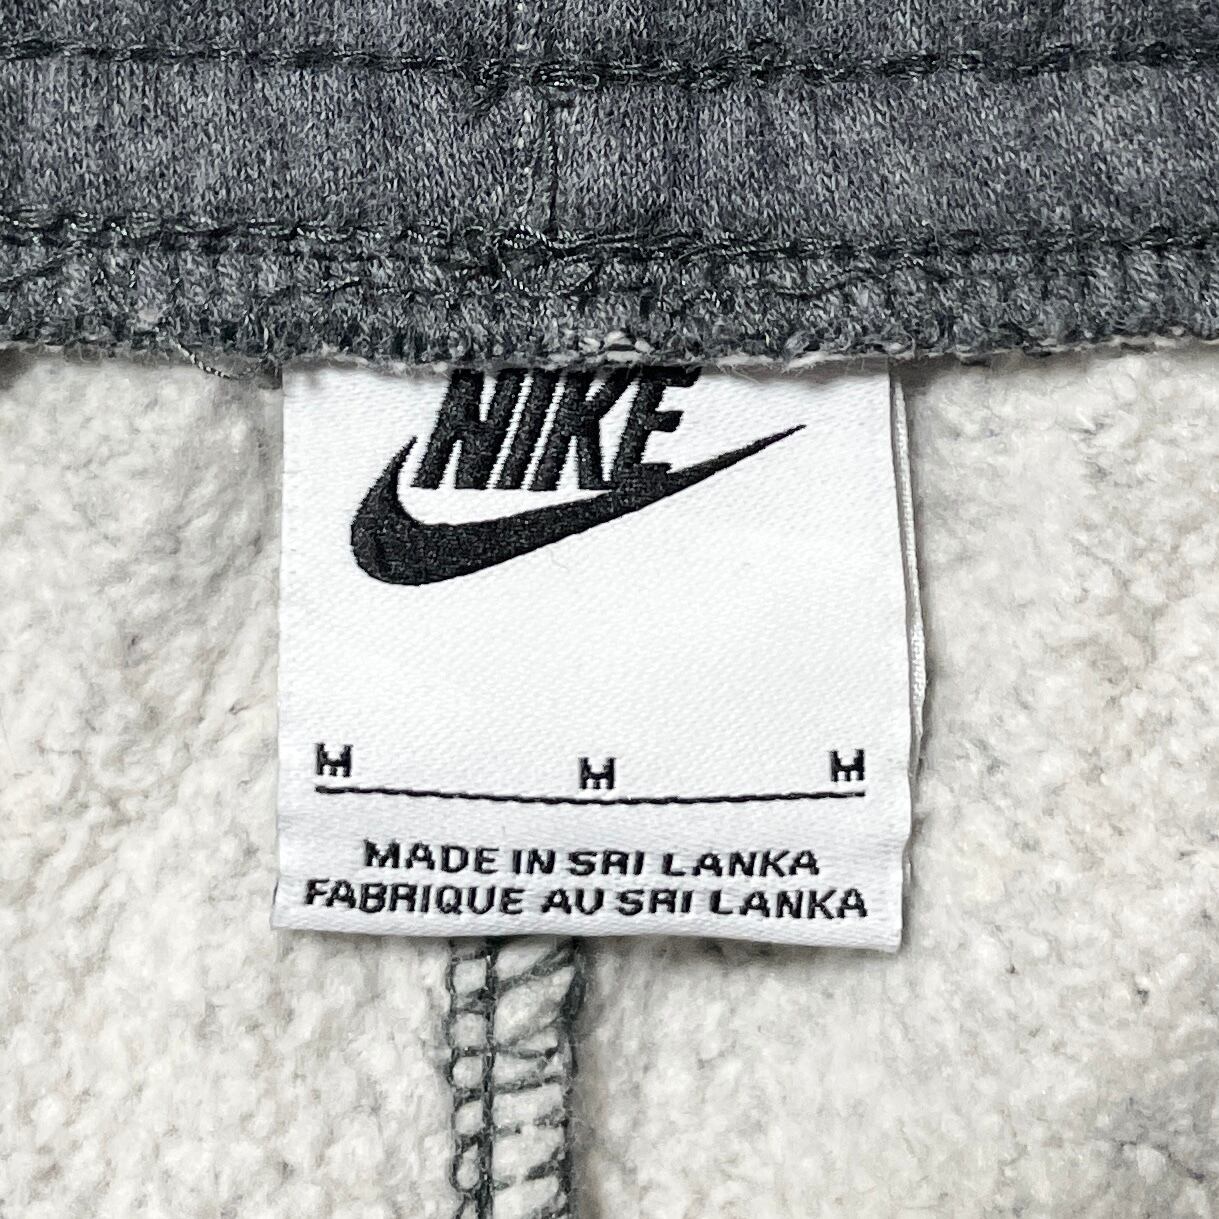 NIKE
M M M
MADE IN SRI LANKA
FABRIQUE AU SRI LANKA